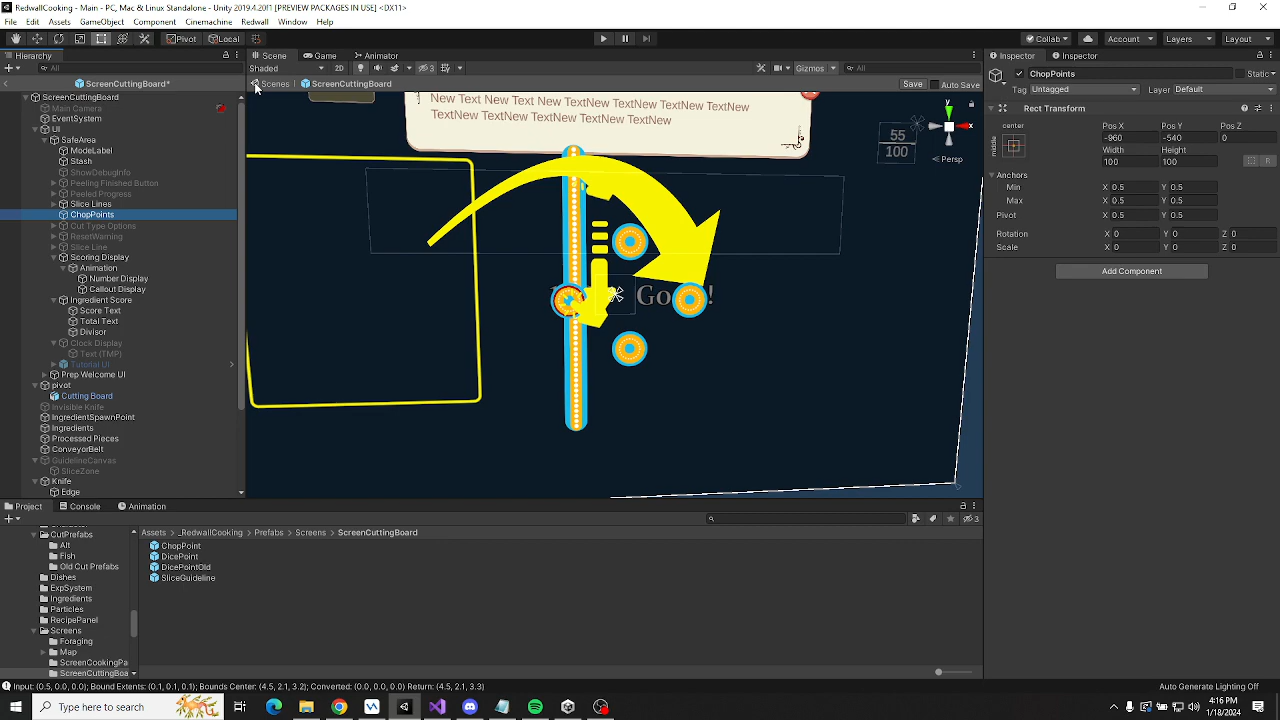 RedwallCooking - Main - PC, Mac & Linux Standalone - Unity 2019.4.20f1 [PREVIEW PACKAGES IN USE] <DX11>
File Edit Assets GameObject Component Redwall Window Help
Pivot Local Collab Account Layers Layout
Hierarchy Scene Game Animator Inspector Inspector
All Shaded 2D 3 Gizmos All ChopPoints Static
ScreenCuttingBoard* Scenes ScreenCuttingBoard Save Auto Save Tag Untagged Layer Default
ScreenCuttingBoard
Main Camera
EventSystem
UI
SafeArea
ModelLabel
Stash
ShowDebugInfo
Peeling Finished Button
Peeled Progress
Slice Lines
ChopPoints
Cut Type Options
ResetWarning
Slice Line
Scoring Display
Animation
Number Display
Callout Display
Ingredient Score
Score Text
Total Text
Divisor
Clock Display
Text (TMP)
Tutorial UI
Prep Welcome UI
pivot
Cutting Board
Invisible Knife
IngredientSpawnPoint
Ingredients
Processed Pieces
ConveyorBelt
GuidelineCanvas
SliceZone
Knife
Edge
New Text New Text New TextNew TextNew TextNew TextNew
TextNew TextNew TextNew TextNew TextNew
55
100
y
x
Persp
Rect Transform
center Pos X Pos Y Pos Z
middle -960 -540 0
Width Height
100 100 R
Anchors
Min X 0.5 Y 0.5
Max X 0.5 Y 0.5
Pivot X 0.5 Y 0.5
Rotation X 0 Y 0 Z 0
Scale X 0 Y 0 Z 0
Add Component
Project Console Animation
3
Assets > _RedwallCooking > Prefabs > Screens > ScreenCuttingBoard
CutPrefabs
Alt
Fish
Old Cut Prefabs
Dishes
ExpSystem
Ingredients
Particles
RecipePanel
Screens
Foraging
Map
ScreenCookingPa
ScreenCuttingBoa
ChopPoint
DicePoint
DicePointOld
SliceGuideline
Input: (0.5, 0.0, 0.0); Bound Extents: (0.1, 0.1, 0.1); Bounds Center: (4.5, 2.1, 3.2); Converted: (0.0, 0.0, 0.0) Return: (4.5, 2.1, 3.2)
Auto Generate Lighting Off
Type here to search
4:16 PM
1/18/2024